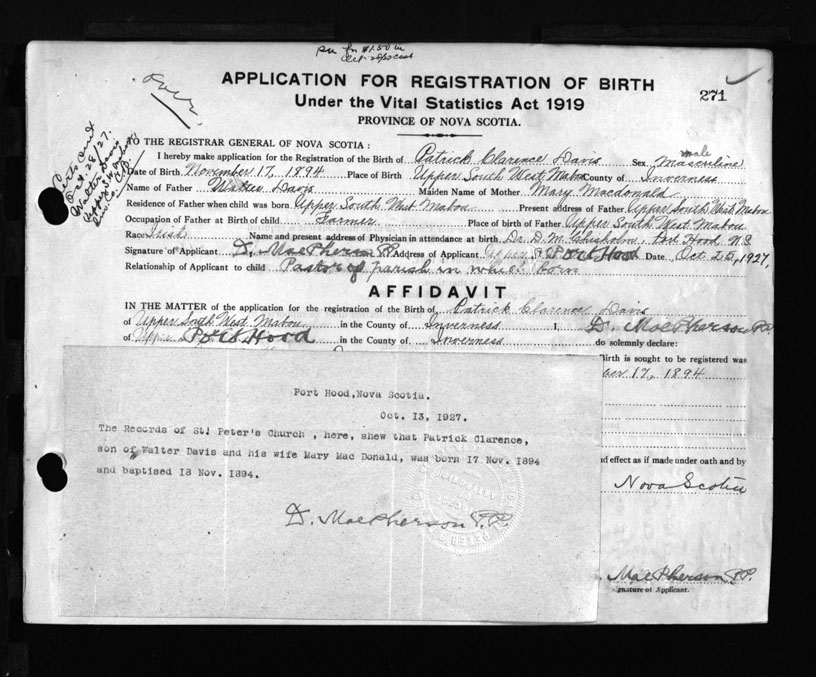 over
APPLICATION FOR REGISTRATION OF BIRTH
Under the Vital Statistics Act 1919
PROVINCE OF NOVA SCOTIA.
271
TO THE REGISTRAR GENERAL OF NOVA SCOTIA :
I hereby make application for the Registration of the Birth of Patrick Clarence Davis Sex male Masculine
Date of Birth November 17, 1894 Place of Birth Upper South West Mabou County of Inverness
Name of Father Walter Davis Maiden Name of Mother Mary Macdonald
Residence of Father when child was born Upper South West Mabou Present address of Father Upper South West Mabou
Occupation of Father at Birth of child Farmer Place of birth of Father Upper South West Mabou
Race Irish Name and present address of Physician in attendance at birth Dr. D. M. Chisholm, Port Hood N.S.
Signature of Applicant D. MacPherson P.P. Address of Applicant Port Hood Date Oct. 25, 1927,
Relationship of Applicant to child Pastor of parish in which born
AFFIDAVIT
IN THE MATTER of the application for the registration of the Birth of Patrick Clarence Davis
of Upper South West Mabou in the County of Inverness I, D. MacPherson P.P.
of Port Hood in the County of Inverness do solemnly declare:
Birth is sought to be registered was
17, 1894
Port Hood, Nova Scotia.
Oct. 13, 1927.
The Records of St. Peter's Church , here, shew that Patrick Clarence,
son of Walter Davis and his wife Mary Mac Donald, was born 17 Nov. 1894
and baptised 18 Nov. 1894.
D. MacPherson P.P.
d effect as if made under oath and by
Nova Scotia
MacPherson P.P.
gnature of Applicant.